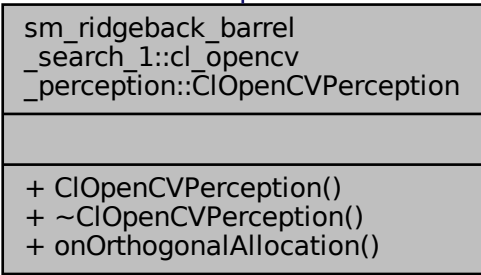 sm_ridgeback_barrel
_search_1::cl_opencv
_perception::ClOpenCVPerception
+ ClOpenCVPerception()
+ ~ClOpenCVPerception()
+ onOrthogonalAllocation()